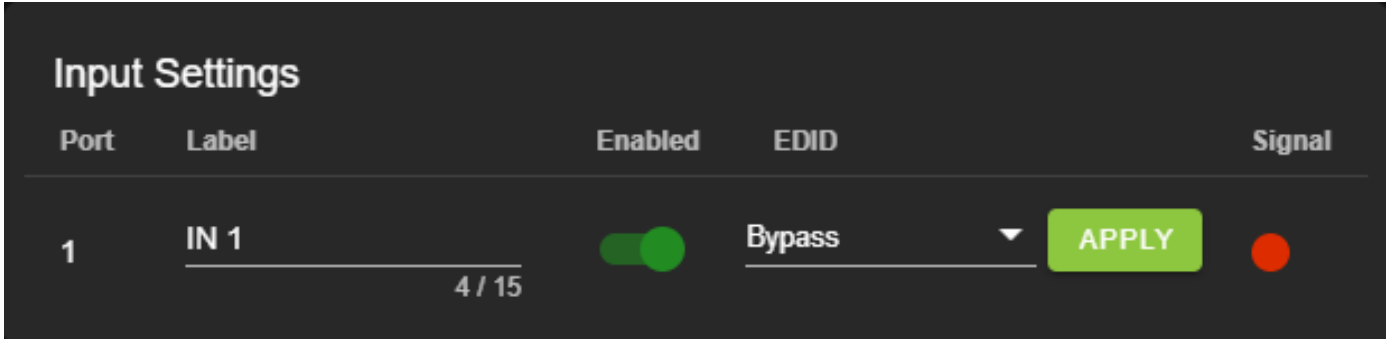 Input Settings
Port Label Enabled EDID Signal
1 IN 1 Bypass APPLY
4 / 15